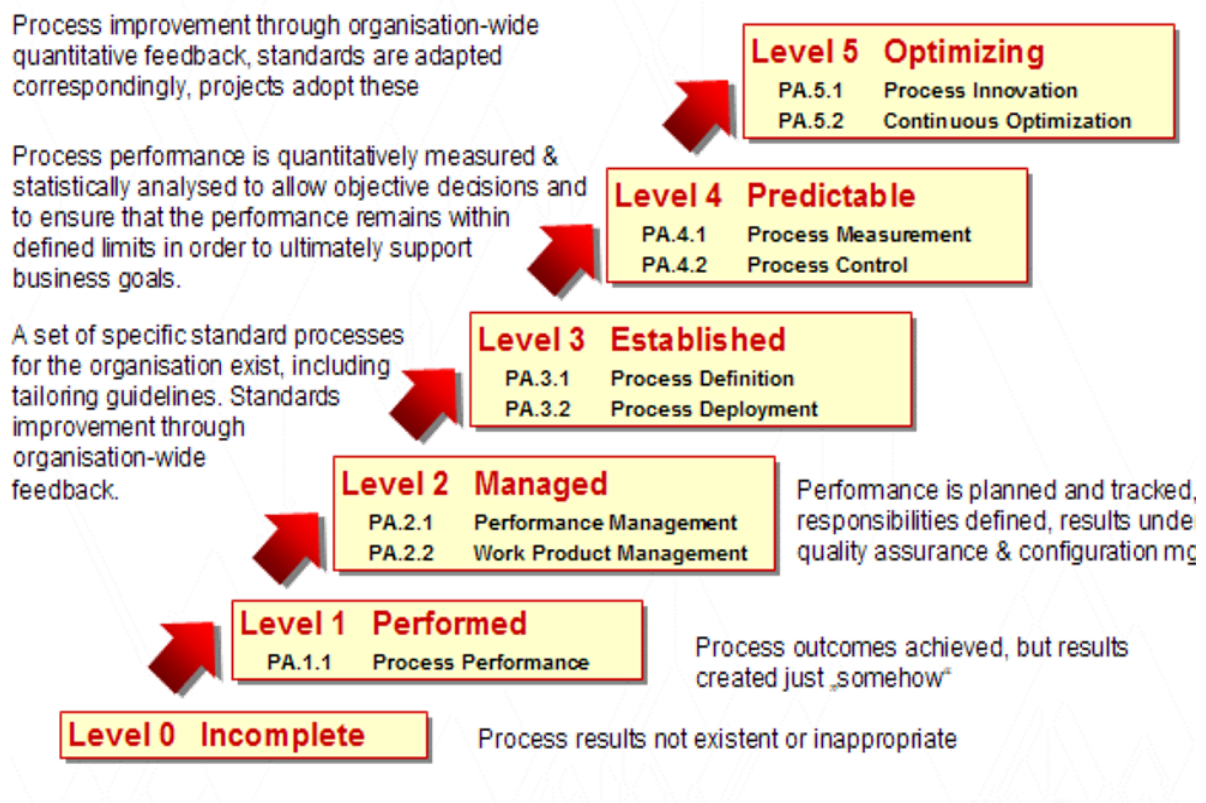 Process improvement through organisation-wide
quantitative feedback, standards are adapted
correspondingly, projects adopt these
Level 5 Optimizing
PA.5.1 Process Innovation
PA.5.2 Continuous Optimization
Process performance is quantitatively measured &
statistically analysed to allow objective decisions and
to ensure that the performance remains within
defined limits in order to ultimately support
business goals.
Level 4 Predictable
PA.4.1 Process Measurement
PA.4.2 Process Control
A set of specific standard processes
for the organisation exist, including
tailoring guidelines. Standards
improvement through
organisation-wide
feedback.
Level 3 Established
PA.3.1 Process Definition
PA.3.2 Process Deployment
Level 2 Managed
PA.2.1 Performance Management
PA.2.2 Work Product Management
Performance is planned and tracked,
responsibilities defined, results unde
quality assurance & configuration mg
Level 1 Performed
PA.1.1 Process Performance
Process outcomes achieved, but results
created just „somehow“
Level 0 Incomplete
Process results not existent or inappropriate